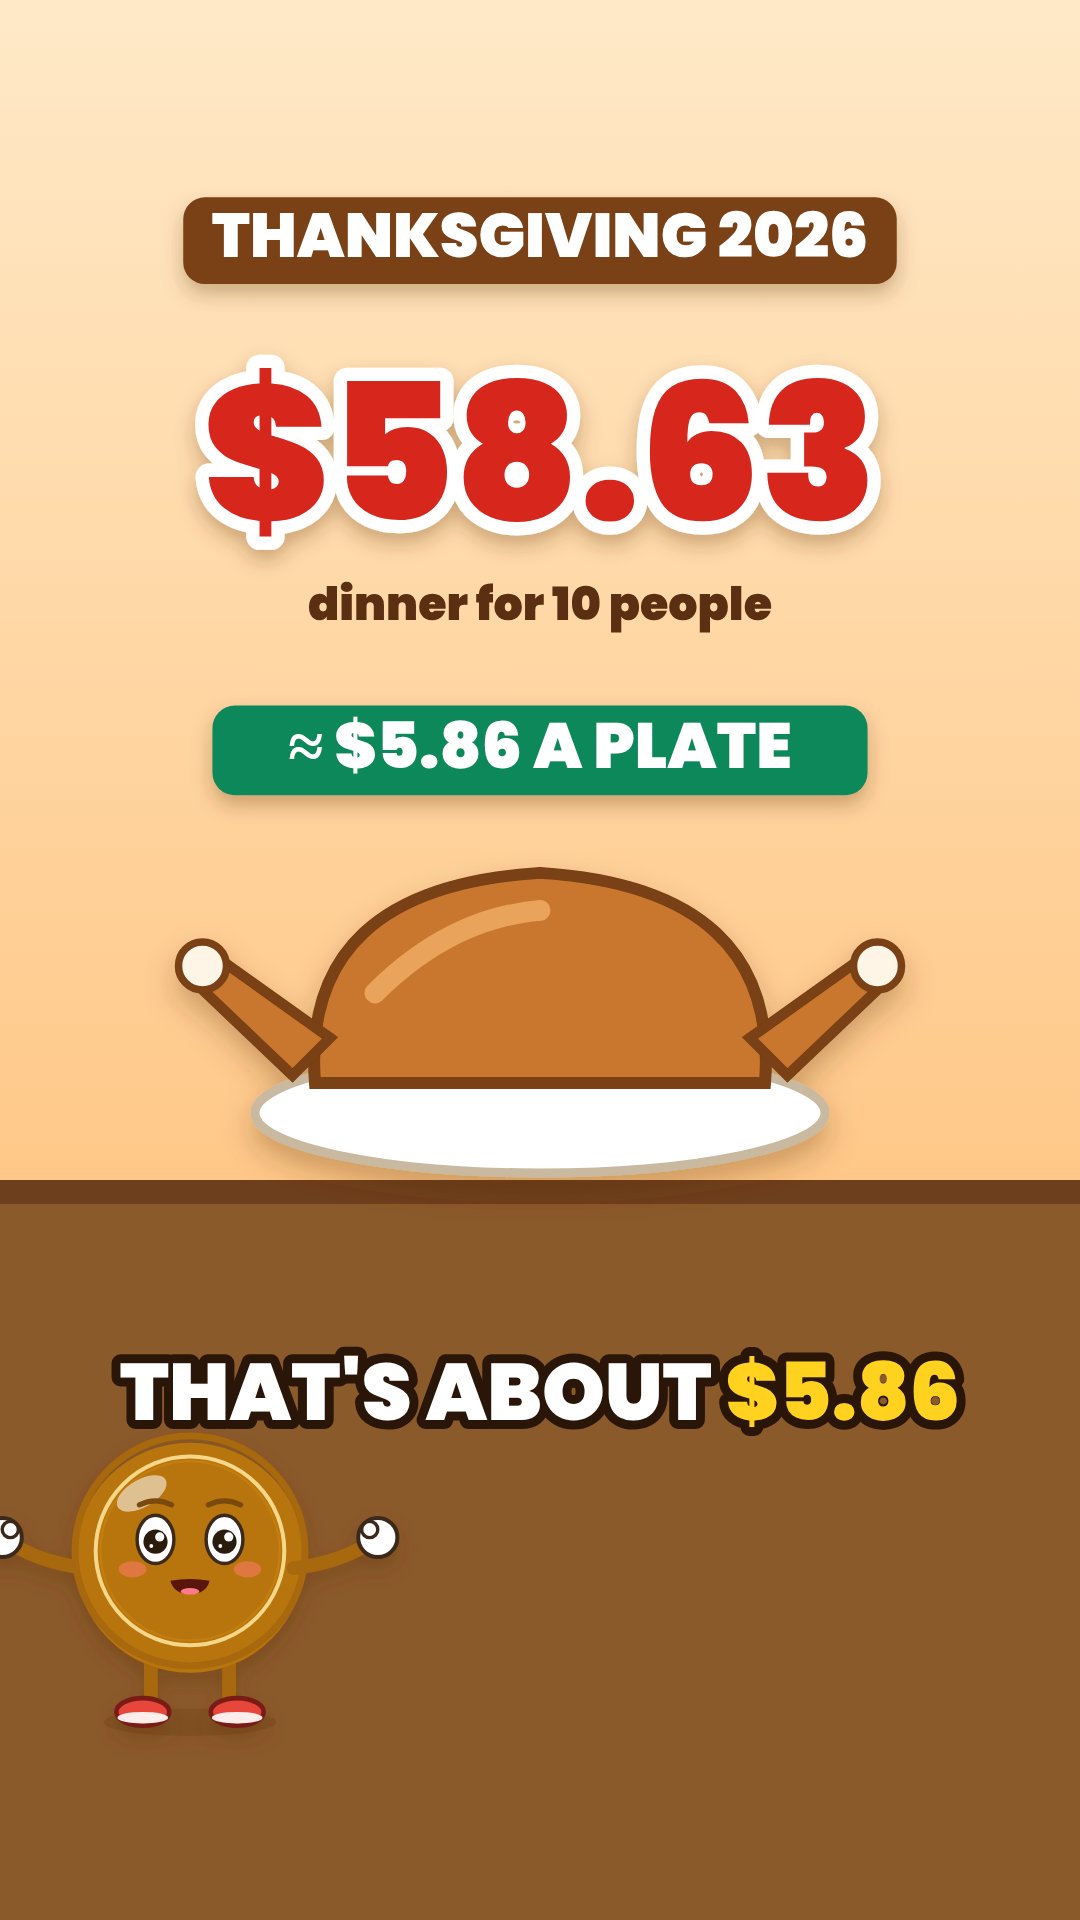 THANKSGIVING 2026
$58.63
dinner for 10 people
≈ $5.86 A PLATE
THAT'S ABOUT $5.86